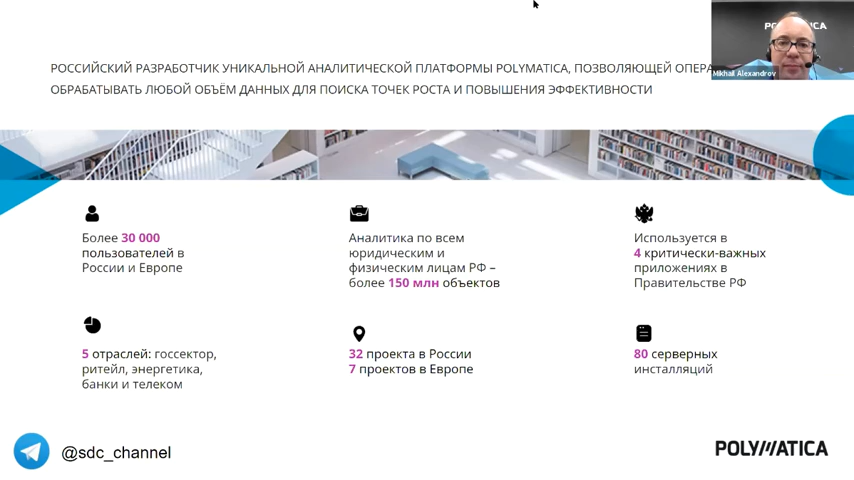 РОССИЙСКИЙ РАЗРАБОТЧИК УНИКАЛЬНОЙ АНАЛИТИЧЕСКОЙ ПЛАТФОРМЫ POLYMATICA, ПОЗВОЛЯЮЩЕЙ
ОБРАБАТЫВАТЬ ЛЮБОЙ ОБЪЁМ ДАННЫХ ДЛЯ ПОИСКА ТОЧЕК РОСТА И ПОВЫШЕНИЯ ЭФФЕКТИВНОСТИ
Mikhail Alexandrov
Более 30 000
пользователей в
России и Европе
Аналитика по всем
юридическим и
физическим лицам РФ –
более 150 млн объектов
Используется в
4 критически-важных
приложениях в
Правительстве РФ
5 отраслей: госсектор,
ритейл, энергетика,
банки и телеком
32 проекта в России
7 проектов в Европе
80 серверных
инсталляций
@sdc_channel
POLYMATICA